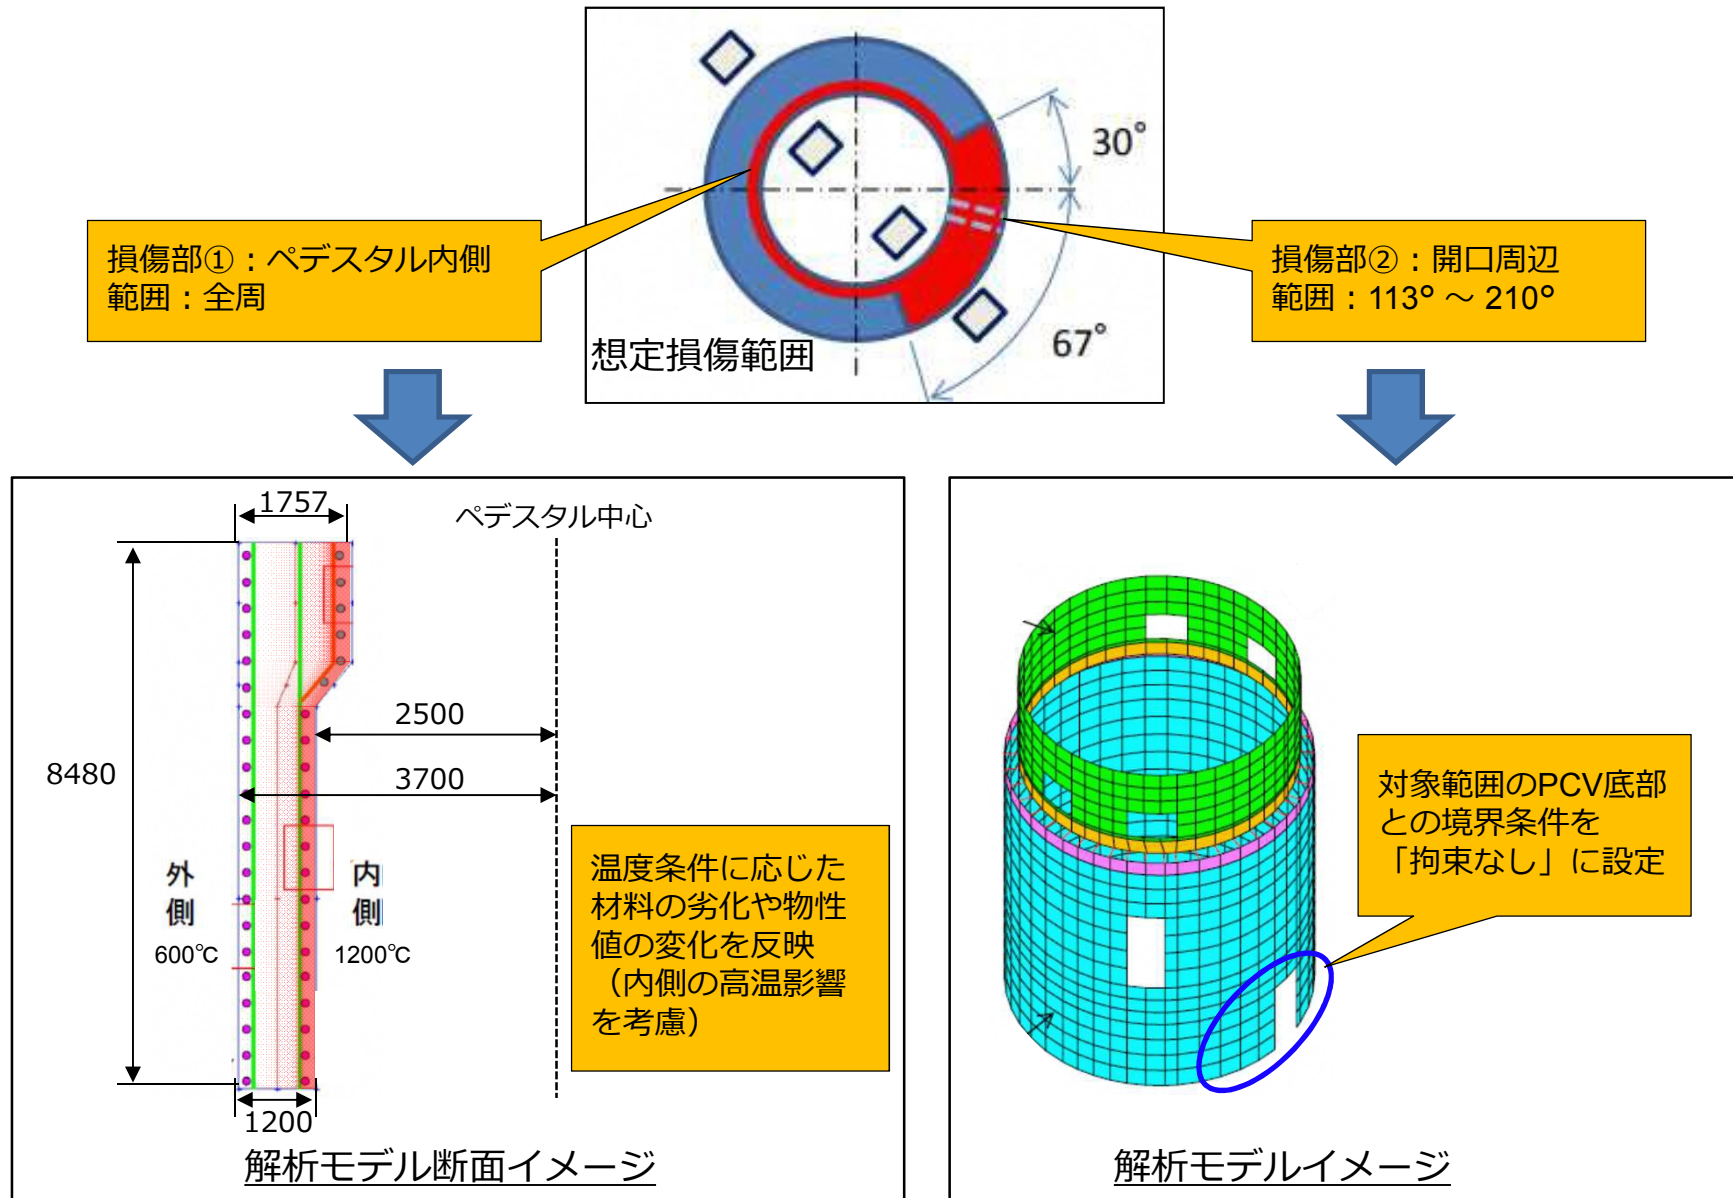 30°
67°
想定損傷範囲
損傷部①：ペデスタル内側
範囲：全周
損傷部②：開口周辺
範囲：113° ～ 210°
1757
ペデスタル中心
2500
3700
8480
外側
600℃
内側
1200℃
温度条件に応じた
材料の劣化や物性
値の変化を反映
（内側の高温影響
を考慮）
1200
解析モデル断面イメージ
対象範囲のPCV底部
との境界条件を
「拘束なし」に設定
解析モデルイメージ